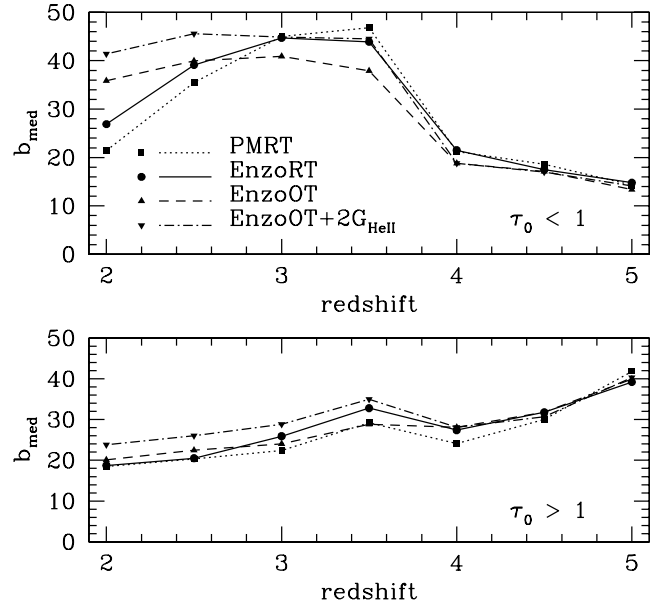 50
40
30
20
10
0
b_med
PMRT
EnzoRT
EnzoOT
EnzoOT+2G_HeII
τ_0 < 1
2 3 4 5
redshift
50
40
30
20
10
0
b_med
τ_0 > 1
2 3 4 5
redshift